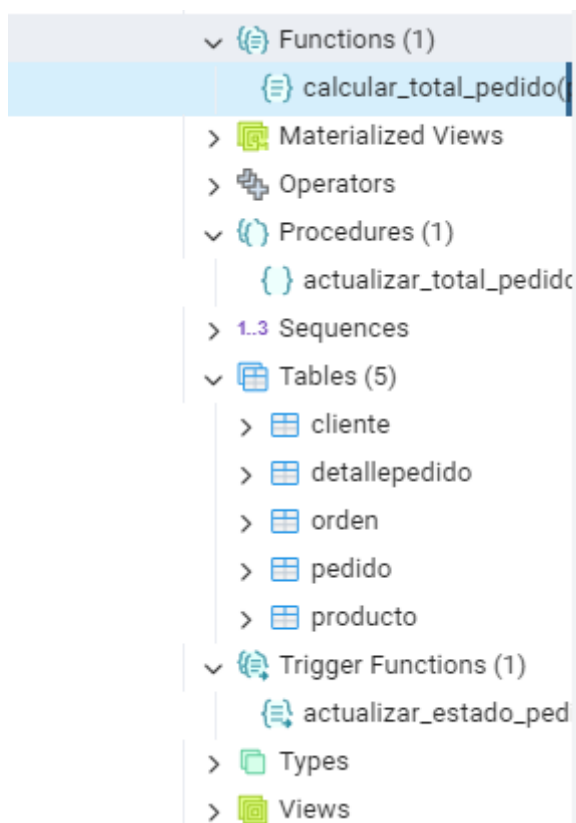 Functions (1)
calcular_total_pedido(
Materialized Views
Operators
Procedures (1)
actualizar_total_pedido
1..3 Sequences
Tables (5)
cliente
detallepedido
orden
pedido
producto
Trigger Functions (1)
actualizar_estado_ped
Types
Views